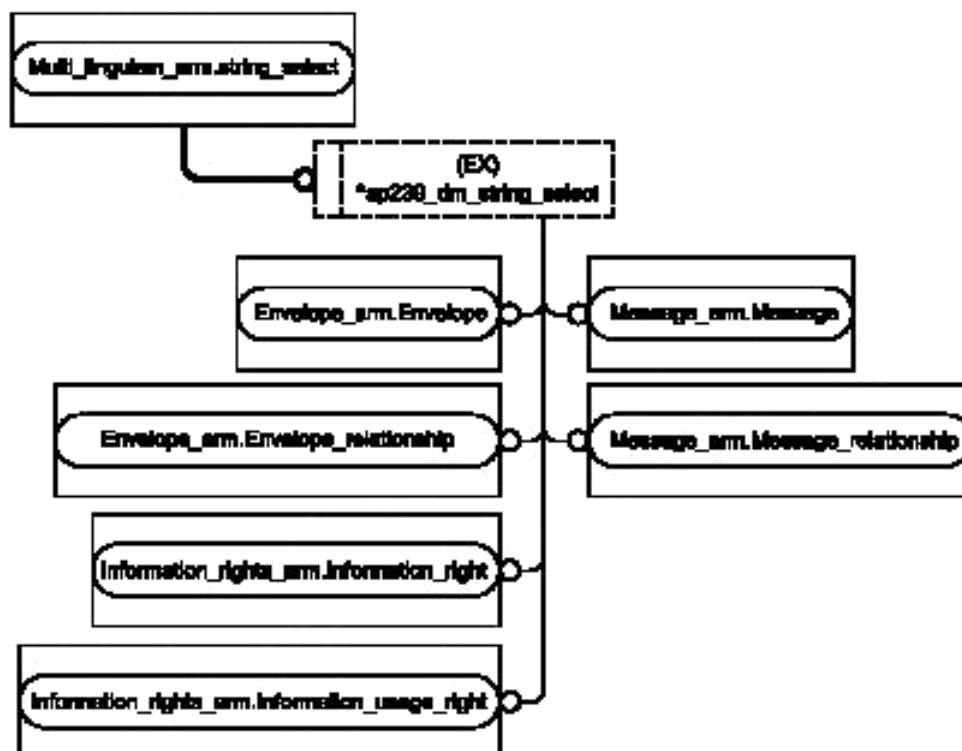 Multi_linguism_arm.string_select
(EX)
*ap239_dm_string_select
Envelope_arm.Envelope
Message_arm.Message
Envelope_arm.Envelope_relationship
Message_arm.Message_relationship
Information_rights_arm.Information_right
Information_rights_arm.Information_usage_right